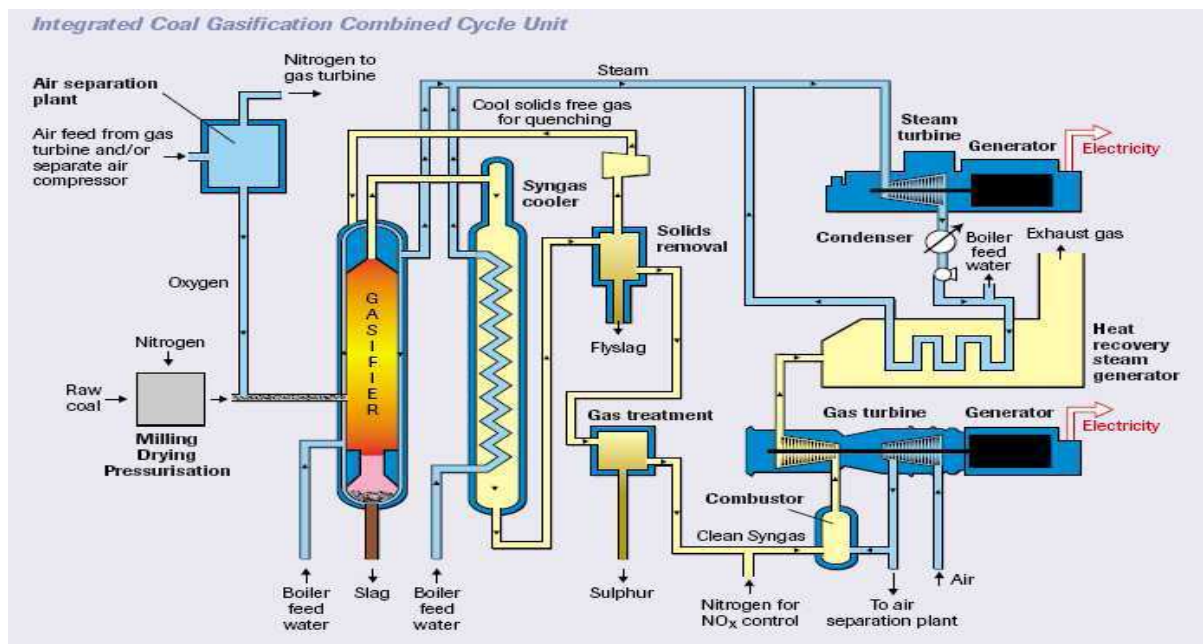 Integrated Coal Gasification Combined Cycle Unit
Nitrogen to
gas turbine
Air separation
plant
Air feed from gas
turbine and/or
separate air
compressor
Steam
Cool solids free gas
for quenching
Syngas
cooler
Solids
removal
Steam
turbine
Generator
Electricity
Condenser
Boiler
feed
water
Exhaust gas
Oxygen
GASIFIER
Nitrogen
Raw
coal
Milling
Drying
Pressurisation
Flyslag
Heat
recovery
steam
generator
Gas treatment
Gas turbine
Generator
Electricity
Combustor
Clean Syngas
Boiler
feed
water
Slag
Boiler
feed
water
Sulphur
Nitrogen for
NOx control
To air
separation plant
Air